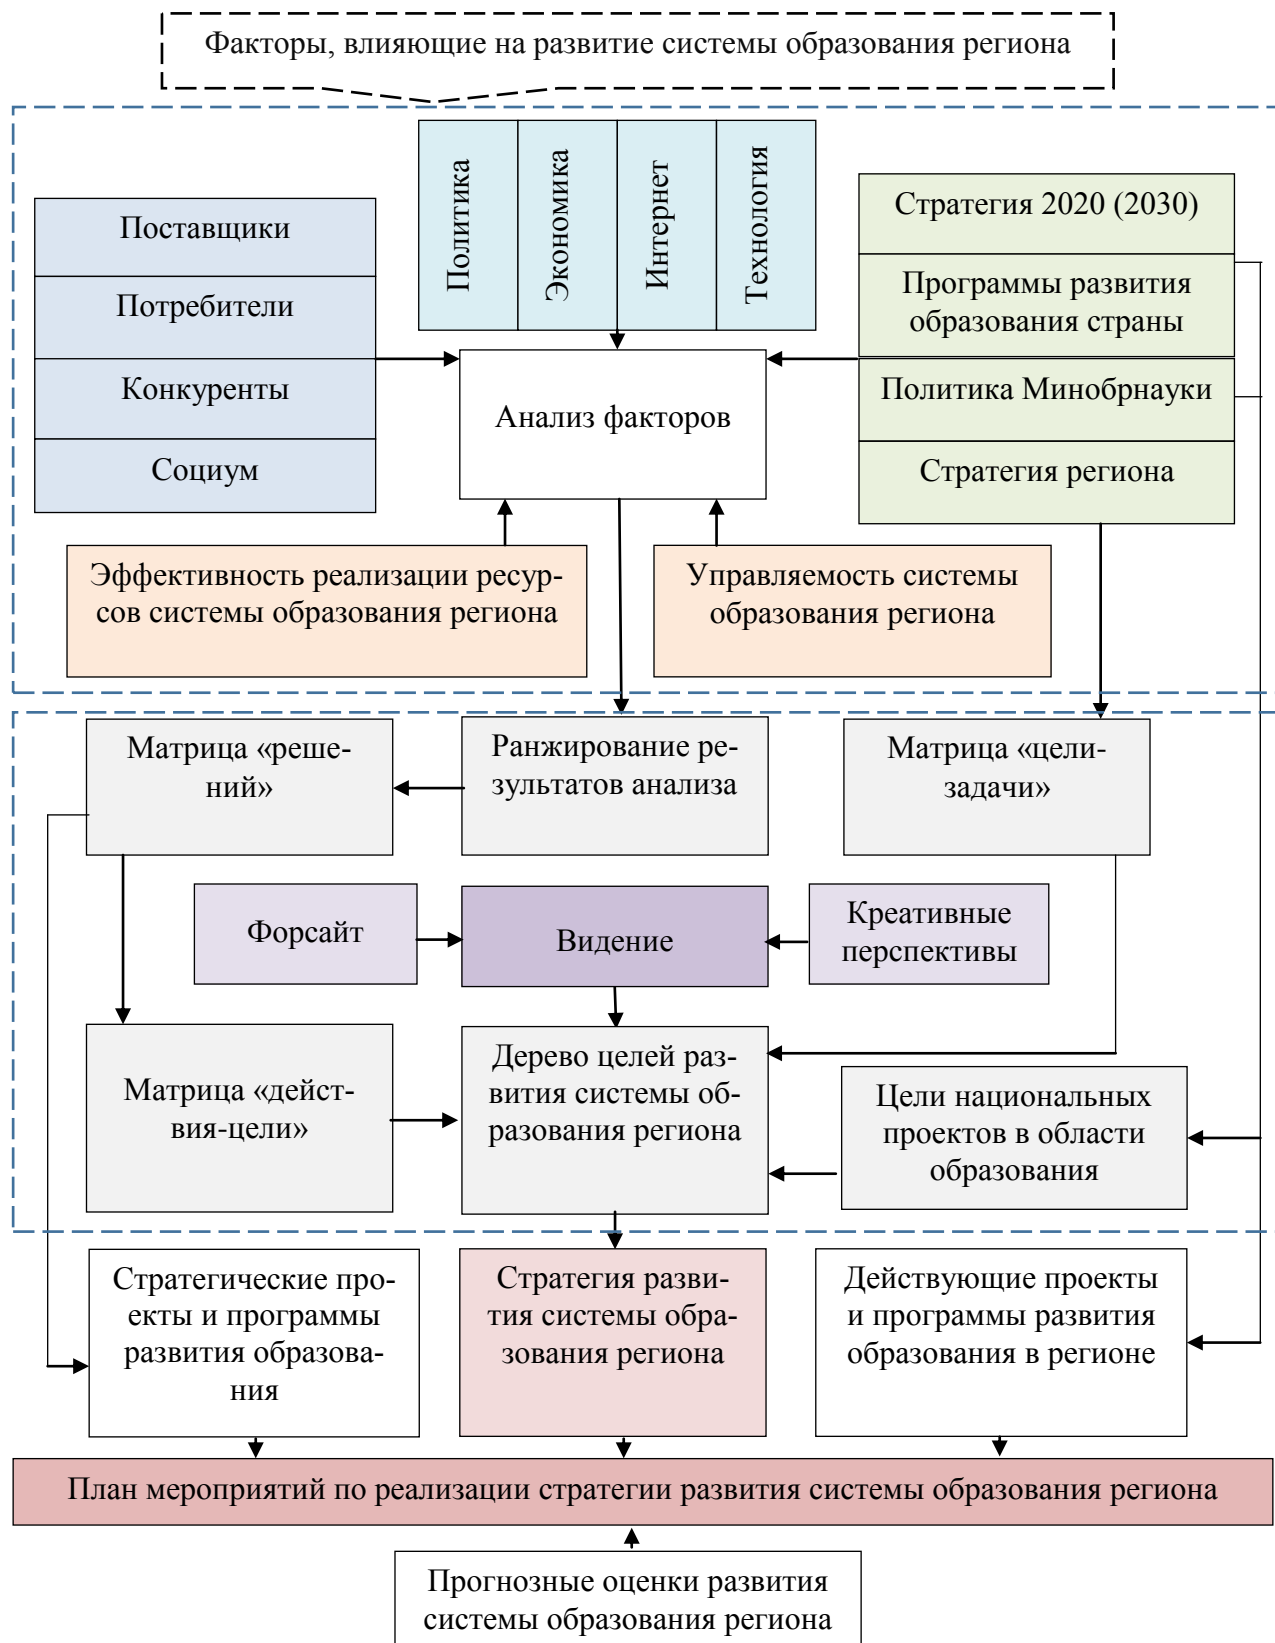 Факторы, влияющие на развитие системы образования региона
Политика
Экономика
Интернет
Технология
Поставщики
Потребители
Конкуренты
Социум
Стратегия 2020 (2030)
Программы развития
образования страны
Политика Минобрнауки
Стратегия региона
Анализ факторов
Эффективность реализации ресур-
сов системы образования региона
Управляемость системы
образования региона
Матрица «реше-
ний»
Ранжирование ре-
зультатов анализа
Матрица «цели-
задачи»
Форсайт
Видение
Креативные
перспективы
Матрица «дейст-
вия-цели»
Дерево целей раз-
вития системы об-
разования региона
Цели национальных
проектов в области
образования
Стратегические про-
екты и программы
развития образова-
ния
Стратегия разви-
тия системы обра-
зования региона
Действующие проекты
и программы развития
образования в регионе
План мероприятий по реализации стратегии развития системы образования региона
Прогнозные оценки развития
системы образования региона